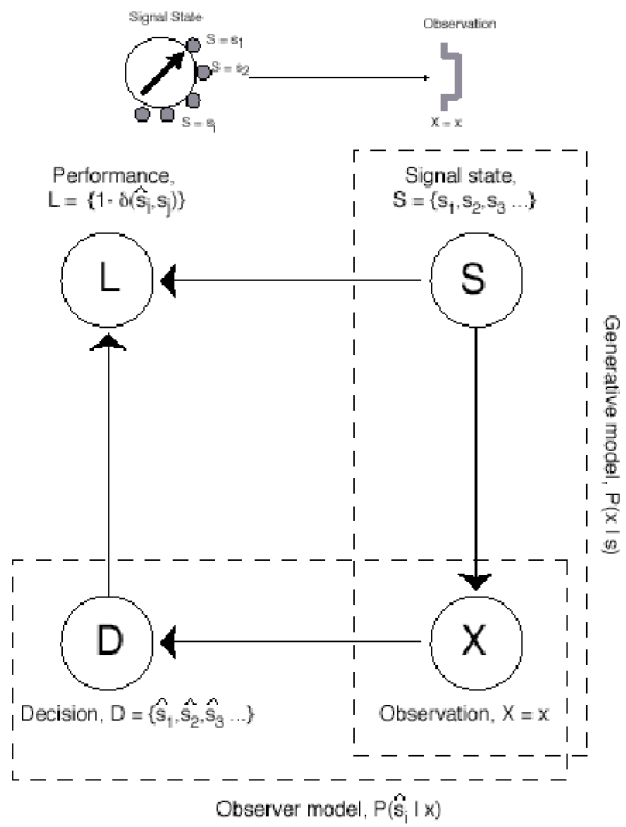 Signal State
S = s1
S = s2
S = si
Observation
X = x
Performance,
L = {1- δ(ŝi,sj)}
Signal state,
S = {s1,s2,s3 ...}
L
S
Generative model, P(x | s)
D
X
Decision, D = {ŝ1,ŝ2,ŝ3 ...}
Observation, X = x
Observer model, P(ŝi | x)